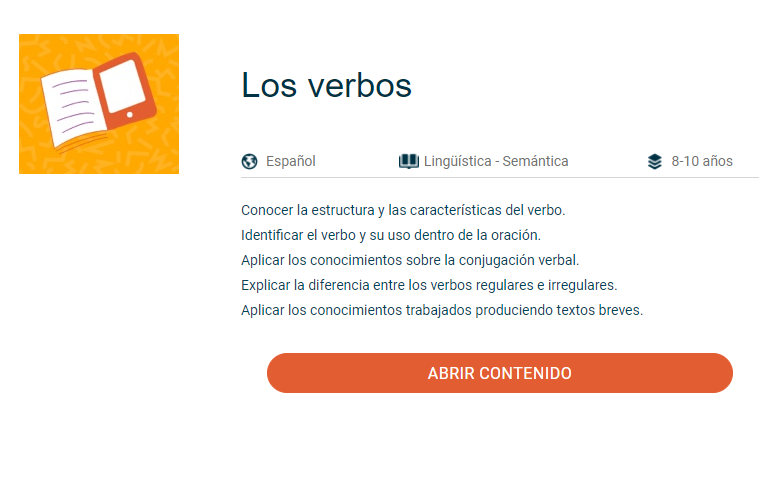 Los verbos
Español
Lingüística - Semántica
8-10 años
Conocer la estructura y las características del verbo.
Identificar el verbo y su uso dentro de la oración.
Aplicar los conocimientos sobre la conjugación verbal.
Explicar la diferencia entre los verbos regulares e irregulares.
Aplicar los conocimientos trabajados produciendo textos breves.
ABRIR CONTENIDO